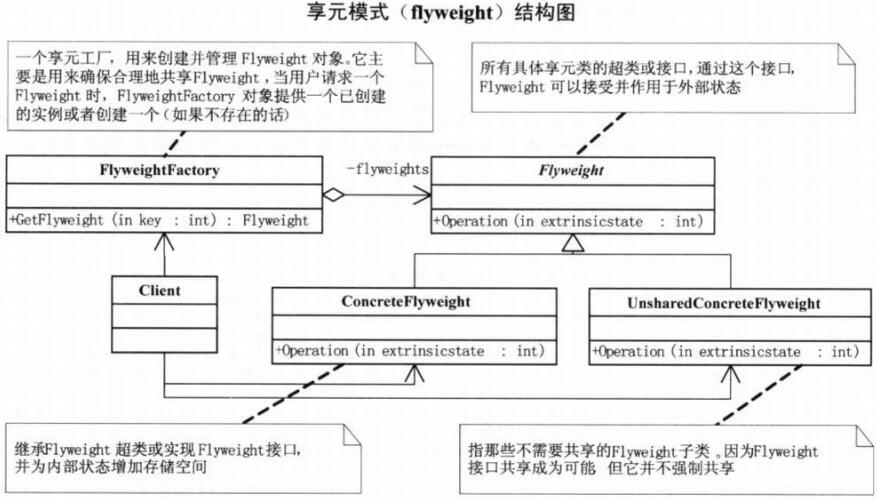 享元模式（flyweight）结构图
一个享元工厂，用来创建并管理Flyweight 对象。它主
要是用来确保合理地共享Flyweight，当用户请求一个
Flyweight 时，FlyweightFactory 对象提供一个已创建
的实例或者创建一个（如果不存在的话）
所有具体享元类的超类或接口，通过这个接口，
Flyweight 可以接受并作用于外部状态
FlyweightFactory
+GetFlyweight (in key : int) : Flyweight
-flyweights
Flyweight
+Operation (in extrinsicstate : int)
Client
ConcreteFlyweight
+Operation (in extrinsicstate : int)
UnsharedConcreteFlyweight
+Operation (in extrinsicstate : int)
继承Flyweight 超类或实现 Flyweight接口，
并为内部状态增加存储空间
指那些不需要共享的Flyweight子类。因为Flyweight
接口共享成为可能 但它并不强制共享